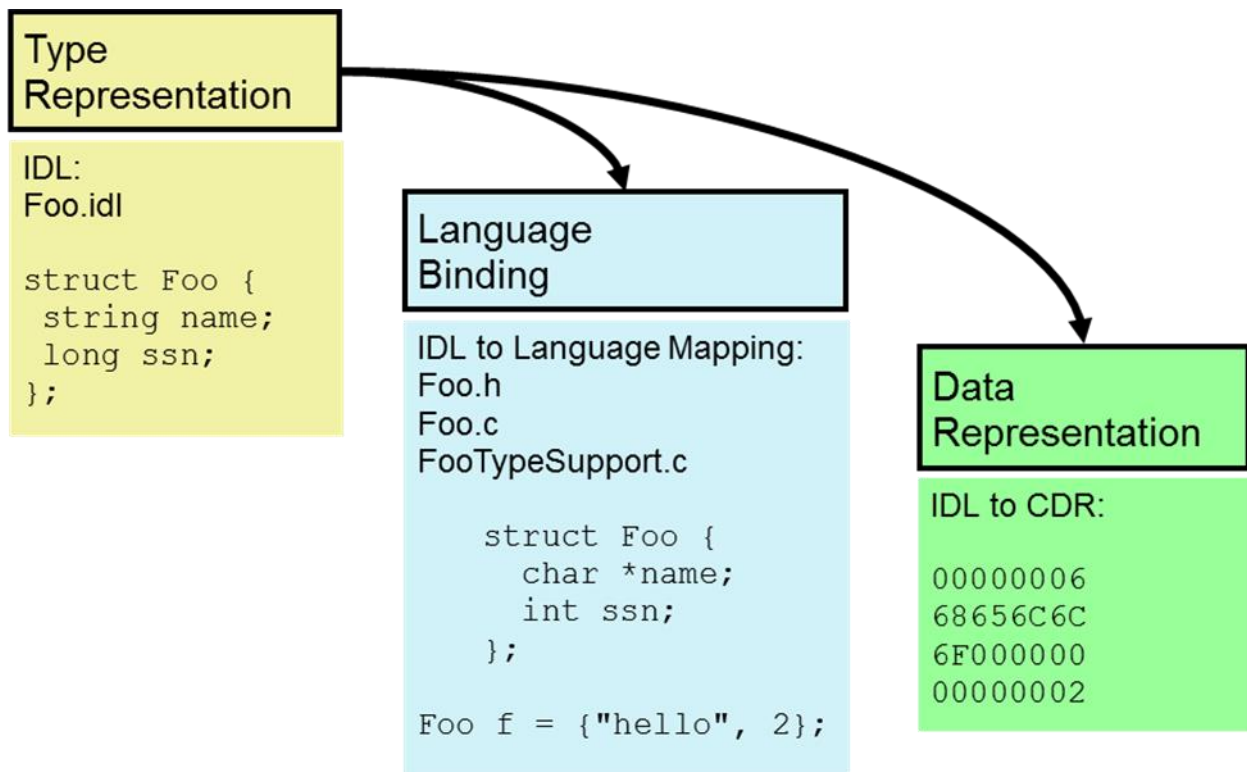 Type
Representation
IDL:
Foo.idl
struct Foo {
 string name;
 long ssn;
};
Language
Binding
IDL to Language Mapping:
Foo.h
Foo.c
FooTypeSupport.c
struct Foo {
  char *name;
  int ssn;
};
Foo f = {"hello", 2};
Data
Representation
IDL to CDR:
00000006
68656C6C
6F000000
00000002